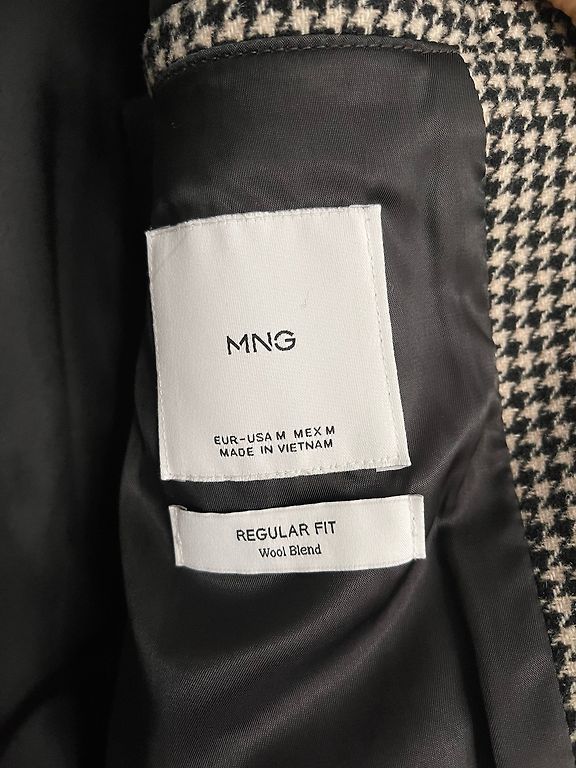 MNG
EUR-USA M MEX M
MADE IN VIETNAM
REGULAR FIT
Wool Blend